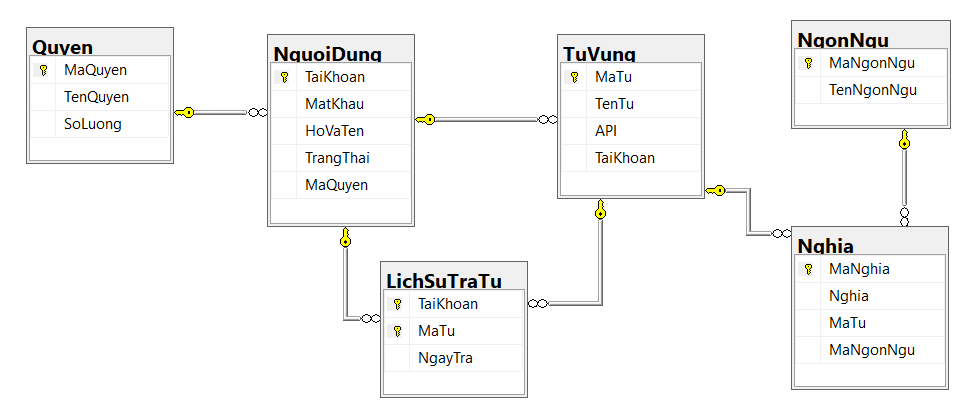 Quyen
MaQuyen
TenQuyen
SoLuong
NguoiDung
TaiKhoan
MatKhau
HoVaTen
TrangThai
MaQuyen
TuVung
MaTu
TenTu
API
TaiKhoan
NgonNgu
MaNgonNgu
TenNgonNgu
LichSuTraTu
TaiKhoan
MaTu
NgayTra
Nghia
MaNghia
Nghia
MaTu
MaNgonNgu